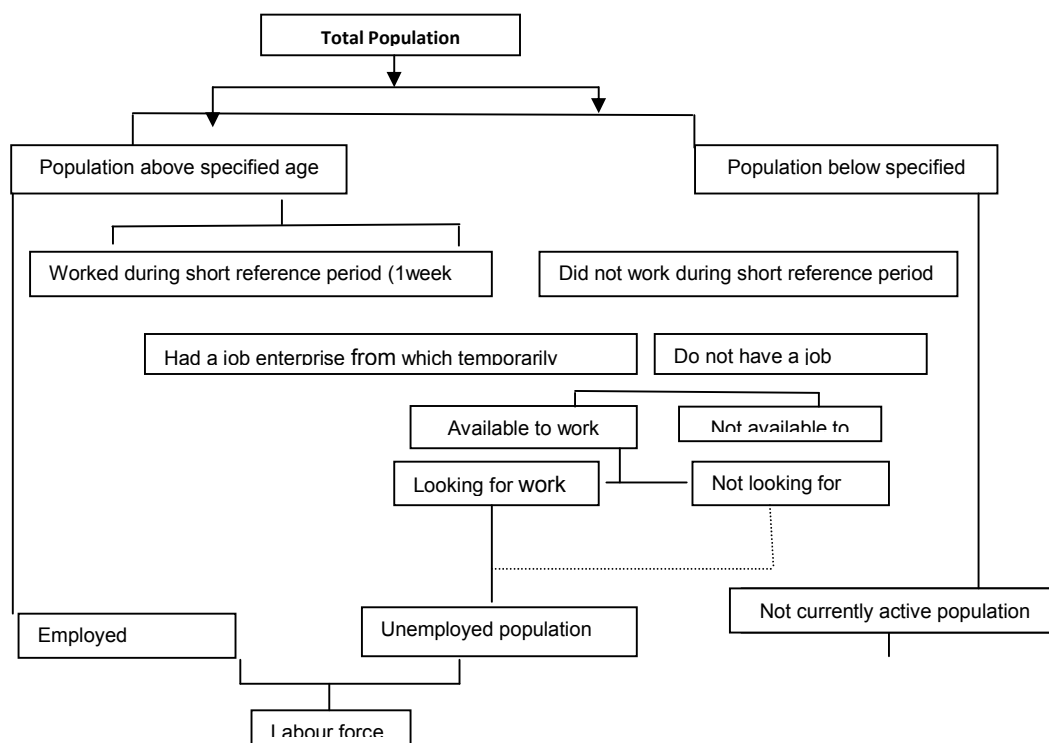 Total Population
Population above specified age
Population below specified
Worked during short reference period (1week
Did not work during short reference period
Had a job enterprise from which temporarily
Do not have a job
Available to work
Not available to
Looking for work
Not looking for
Not currently active population
Employed
Unemployed population
Labour force